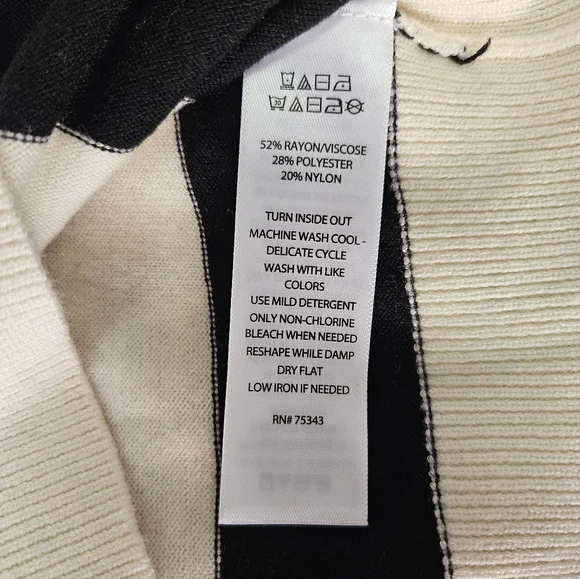 52% RAYON/VISCOSE
28% POLYESTER
20% NYLON
TURN INSIDE OUT
MACHINE WASH COOL -
DELICATE CYCLE
WASH WITH LIKE
COLORS
USE MILD DETERGENT
ONLY NON-CHLORINE
BLEACH WHEN NEEDED
RESHAPE WHILE DAMP
DRY FLAT
LOW IRON IF NEEDED
RN# 75343